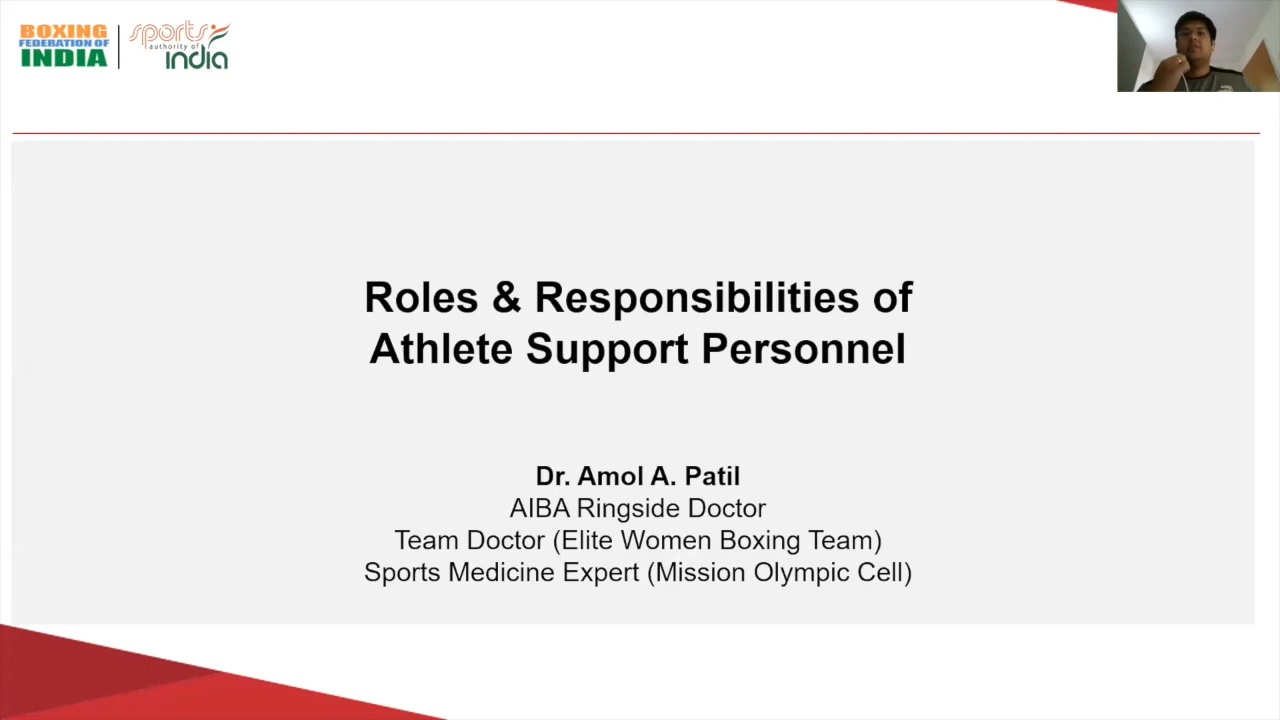 BOXING
FEDERATION OF
INDIA
sports
authority of
india
Roles & Responsibilities of
Athlete Support Personnel
Dr. Amol A. Patil
AIBA Ringside Doctor
Team Doctor (Elite Women Boxing Team)
Sports Medicine Expert (Mission Olympic Cell)